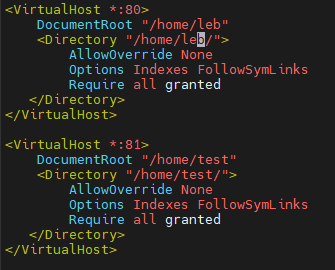 <VirtualHost *:80>
    DocumentRoot "/home/leb"
    <Directory "/home/leb/">
        AllowOverride None
        Options Indexes FollowSymLinks
        Require all granted
   </Directory>
</VirtualHost>

<VirtualHost *:81>
    DocumentRoot "/home/test"
    <Directory "/home/test/">
        AllowOverride None
        Options Indexes FollowSymLinks
        Require all granted
   </Directory>
</VirtualHost>